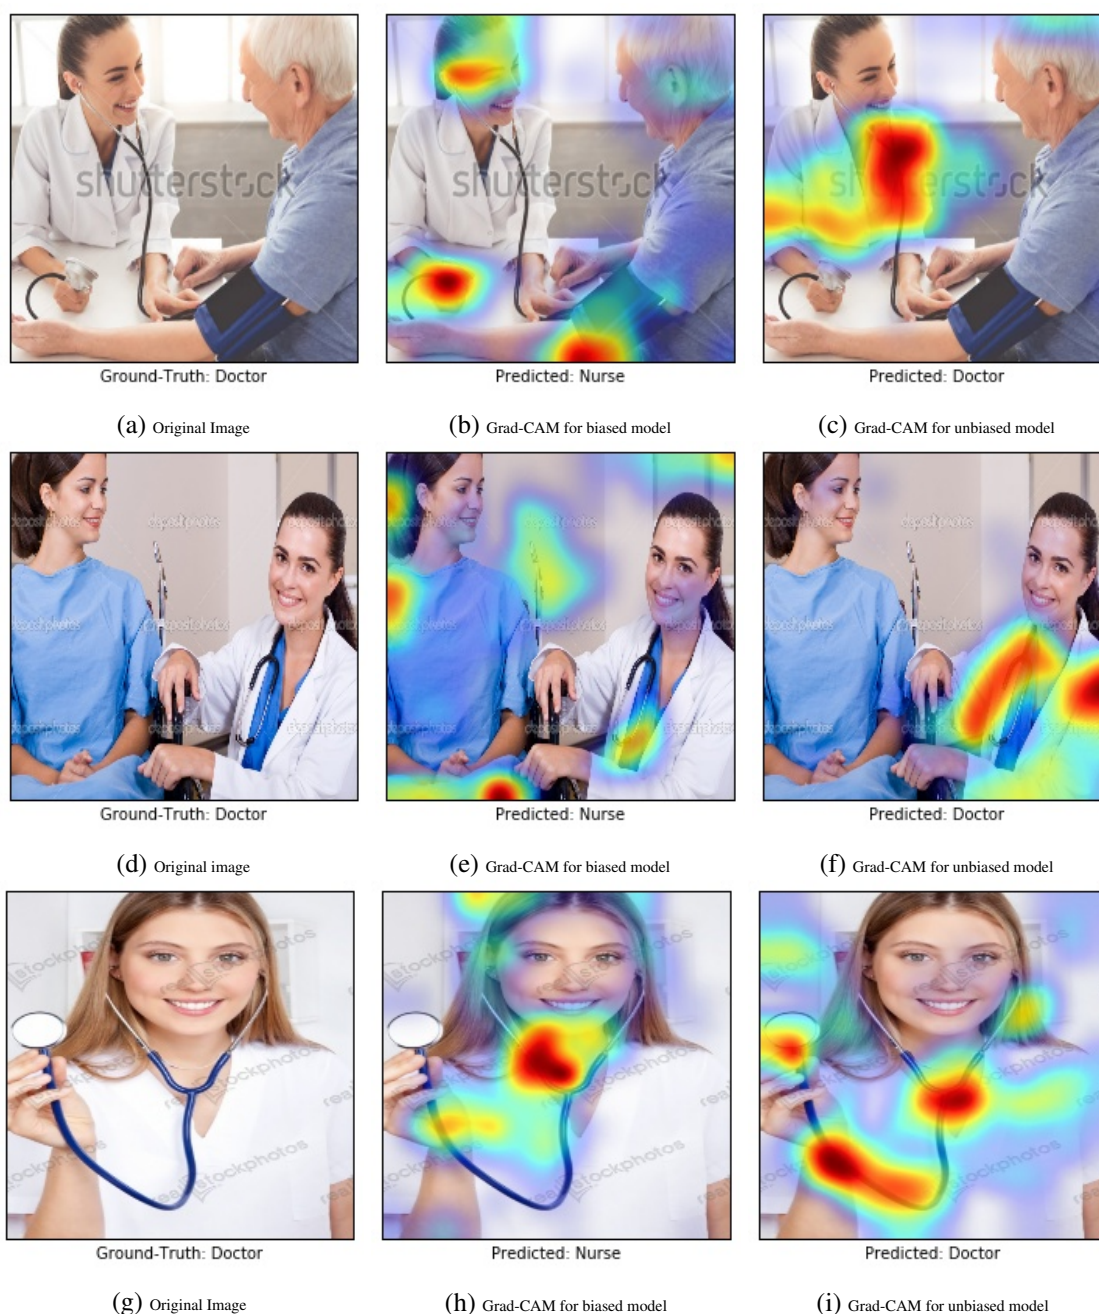 shutterstock shutterstock shutterstock
Ground-Truth: Doctor Predicted: Nurse Predicted: Doctor
(a) Original Image (b) Grad-CAM for biased model (c) Grad-CAM for unbiased model
depositphotos
Ground-Truth: Doctor Predicted: Nurse Predicted: Doctor
(d) Original image (e) Grad-CAM for biased model (f) Grad-CAM for unbiased model
stockphotos
Ground-Truth: Doctor Predicted: Nurse Predicted: Doctor
(g) Original Image (h) Grad-CAM for biased model (i) Grad-CAM for unbiased model